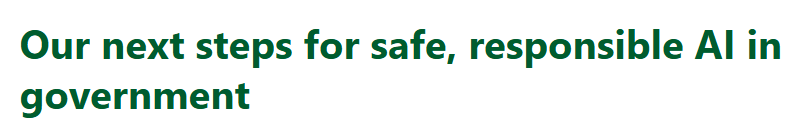 Our next steps for safe, responsible AI in
government